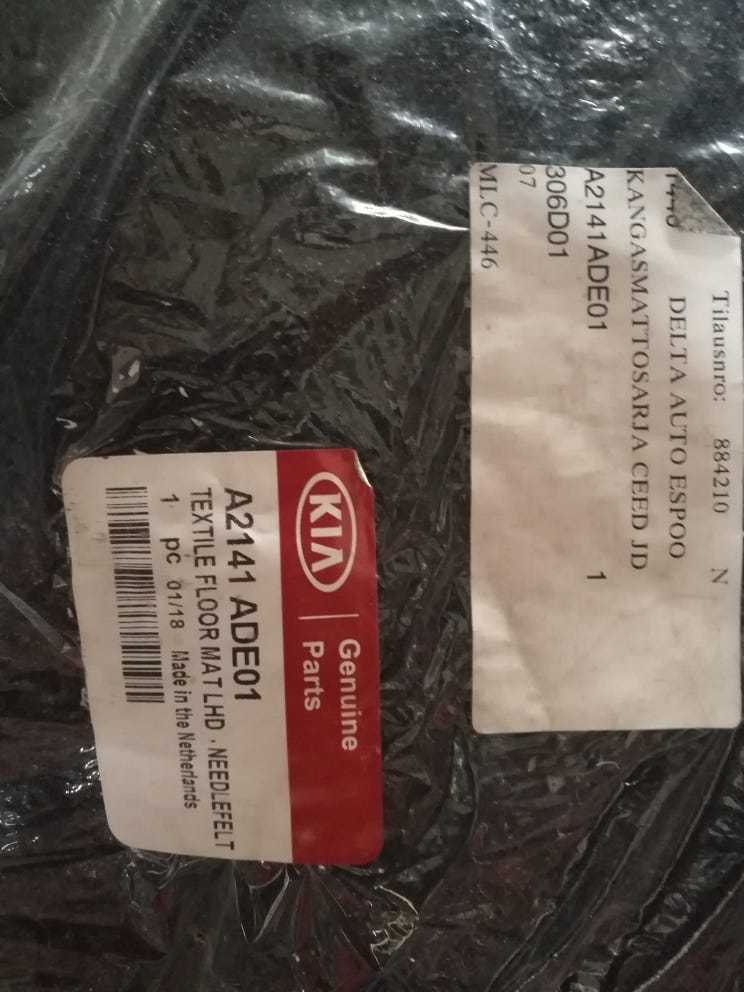 Tilausnro: 884210 N
DELTA AUTO ESPOO
KANGASMATTOSARJA CEED JD
A2141ADE01 1
306D01
07
MLC-446
KIA Genuine
Parts
A2141 ADE01
TEXTILE FLOOR MAT LHD , NEEDLEFELT
1 pc 01/18 Made in the Netherlands